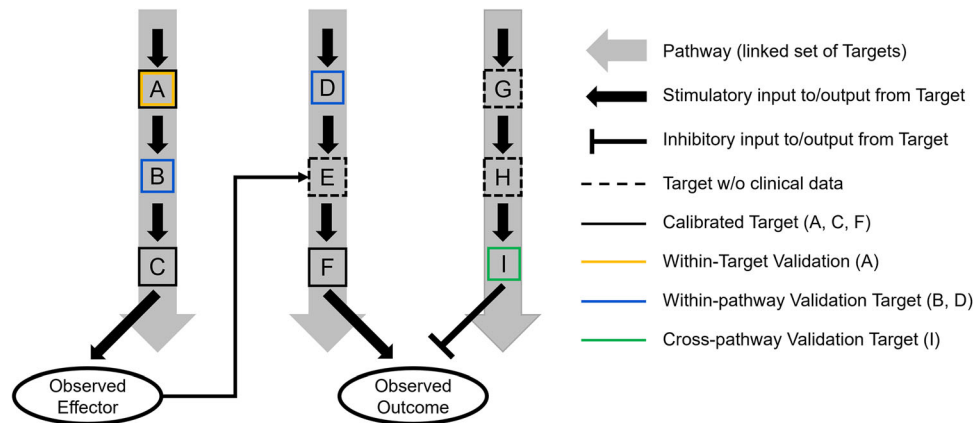 A
D
G
B
E
H
C
F
I
Observed
Effector
Observed
Outcome
Pathway (linked set of Targets)
Stimulatory input to/output from Target
Inhibitory input to/output from Target
Target w/o clinical data
Calibrated Target (A, C, F)
Within-Target Validation (A)
Within-pathway Validation Target (B, D)
Cross-pathway Validation Target (I)